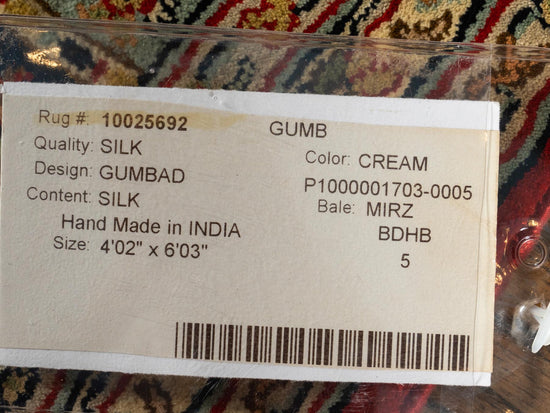 Rug #: 10025692
GUMB
Quality: SILK
Color: CREAM
Design: GUMBAD
P1000001703-0005
Content: SILK
Bale: MIRZ
Hand Made in INDIA
BDHB
Size: 4'02" x 6'03"
5